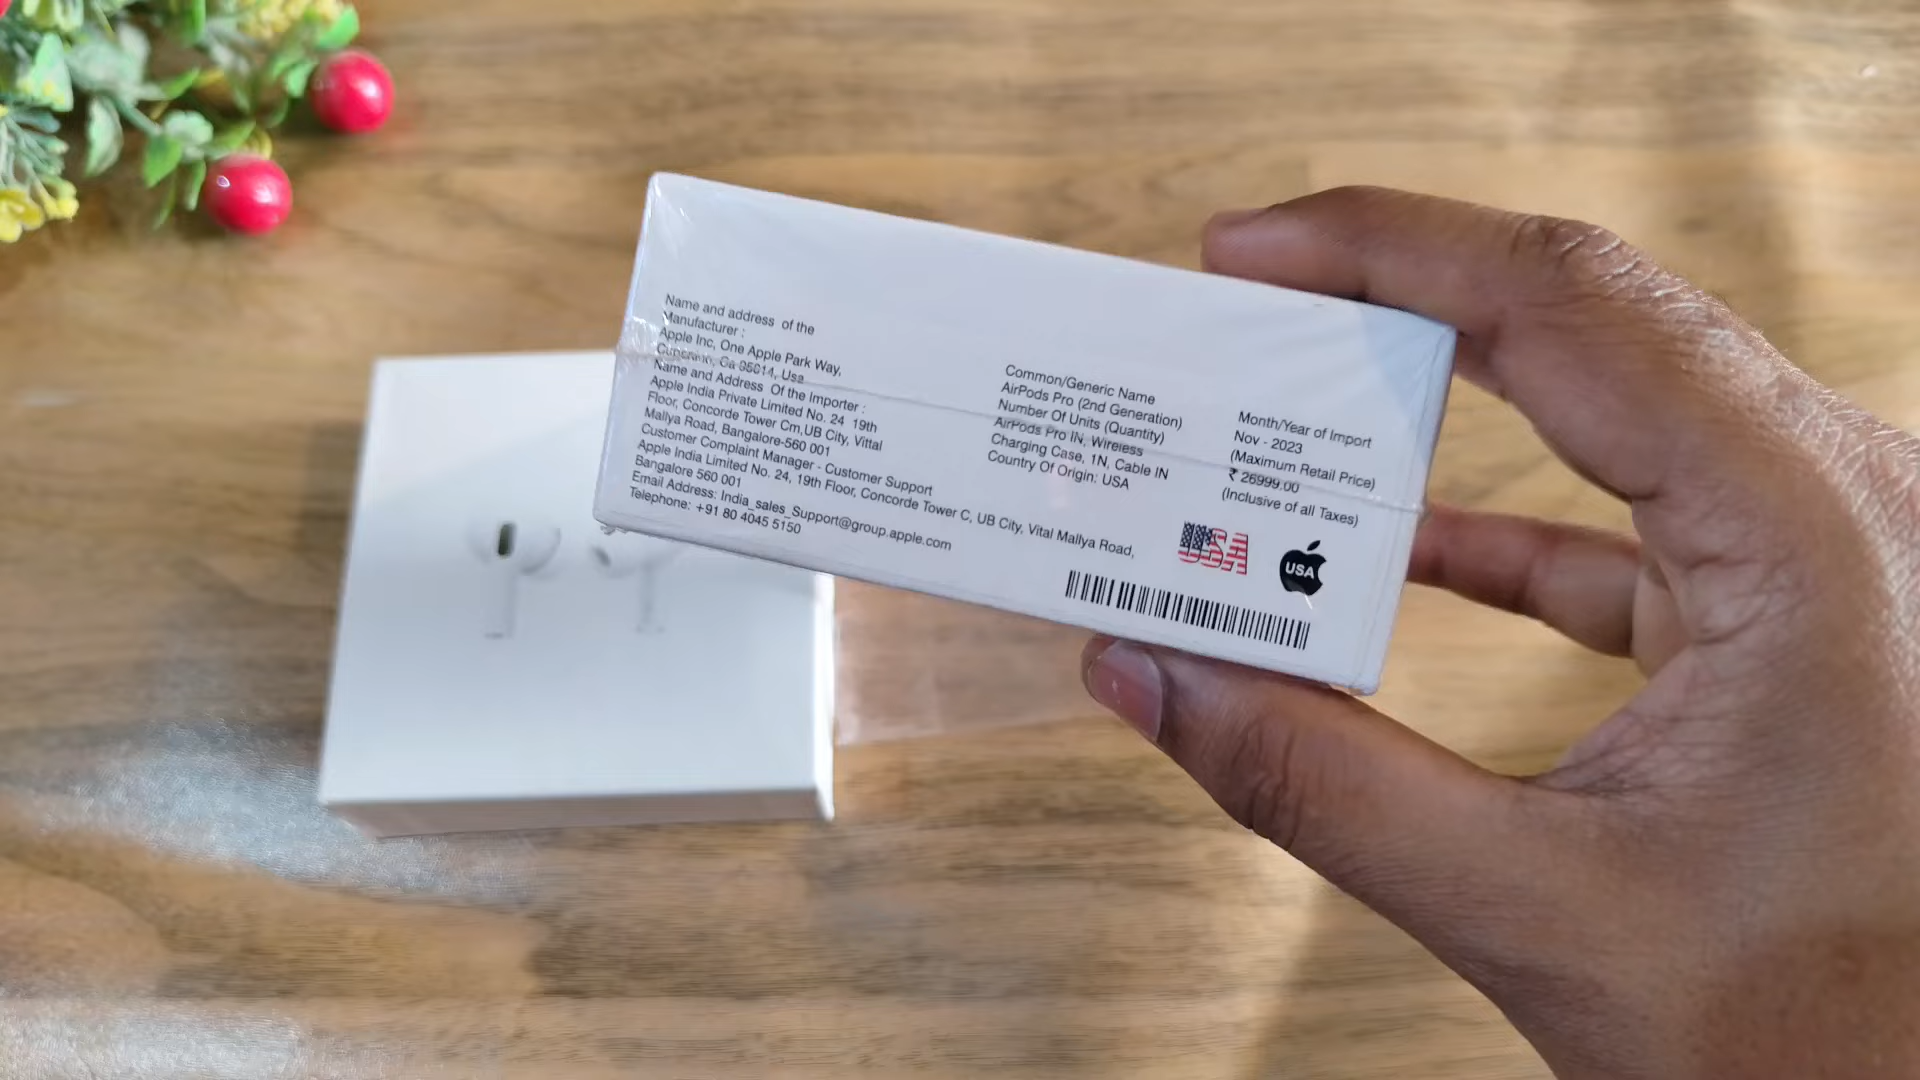 Name and address of the
Manufacturer :
Apple Inc, One Apple Park Way,
Cupertino, Ca 95014, Usa
Name and Address Of the Importer :
Apple India Private Limited No. 24 19th
Floor, Concorde Tower Cm,UB City, Vittal
Mallya Road, Bangalore-560 001
Customer Complaint Manager - Customer Support
Apple India Limited No. 24, 19th Floor, Concorde Tower C, UB City, Vital Mallya Road,
Bangalore 560 001
Email Address: India_sales_Support@group.apple.com
Telephone: +91 80 4045 5150
Common/Generic Name
AirPods Pro (2nd Generation)
Number Of Units (Quantity)
AirPods Pro IN, Wireless
Charging Case, 1N, Cable IN
Country Of Origin: USA
Month/Year of Import
Nov - 2023
(Maximum Retail Price)
₹ 26999.00
(Inclusive of all Taxes)
USA
USA